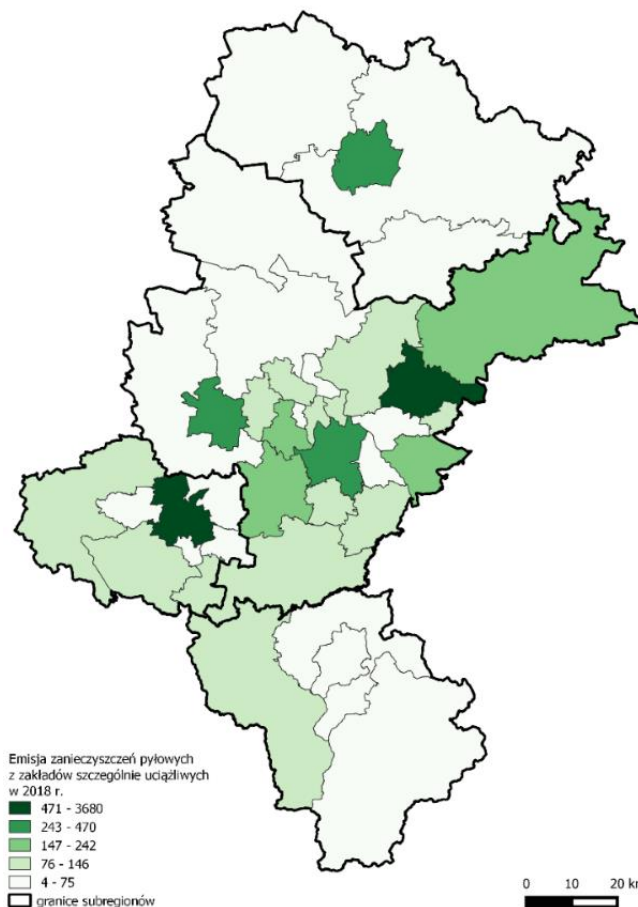 Emisja zanieczyszczeń pyłowych
z zakładów szczególnie uciążliwych
w 2018 r.
471 - 3680
243 - 470
147 - 242
76 - 146
4 - 75
granice subregionów
0 10 20 km